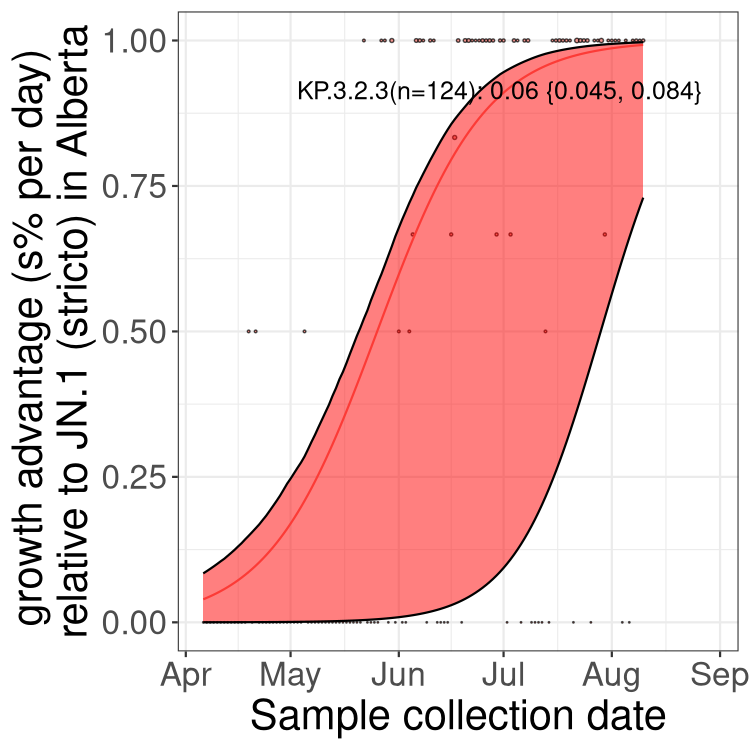 growth advantage (s% per day)
relative to JN.1 (stricto) in Alberta
1.00
0.75
0.50
0.25
0.00
KP.3.2.3(n=124): 0.06 {0.045, 0.084}
Apr May Jun Jul Aug Sep
Sample collection date